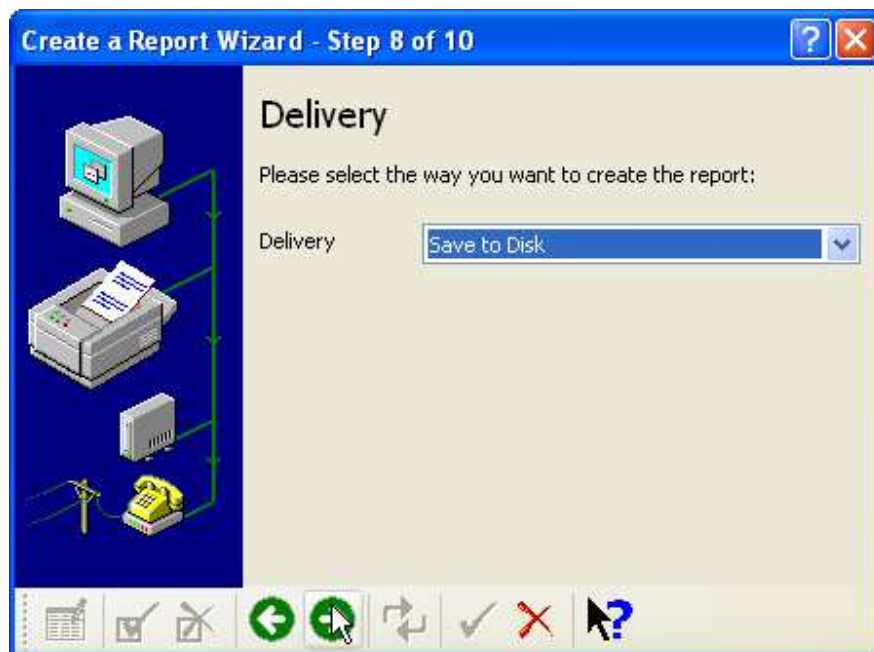 Create a Report Wizard - Step 8 of 10
Delivery
Please select the way you want to create the report:
Delivery
Save to Disk